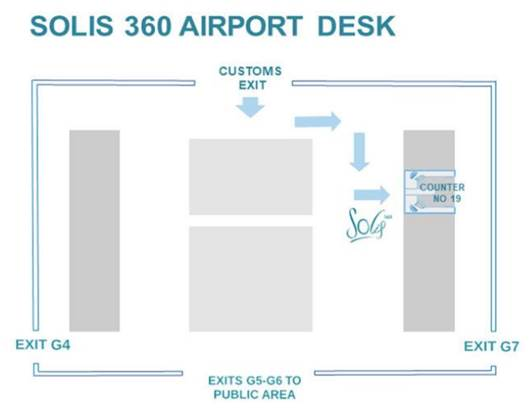 SOLIS 360 AIRPORT DESK
CUSTOMS
EXIT
COUNTER
NO 19
Solis 360
EXIT G4
EXIT G7
EXITS G5-G6 TO
PUBLIC AREA